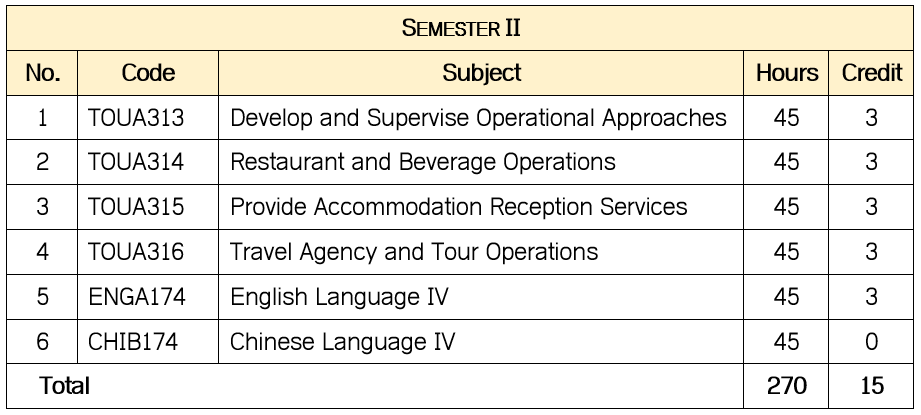 SEMESTER II
No. Code Subject Hours Credit
1 TOUA313 Develop and Supervise Operational Approaches 45 3
2 TOUA314 Restaurant and Beverage Operations 45 3
3 TOUA315 Provide Accommodation Reception Services 45 3
4 TOUA316 Travel Agency and Tour Operations 45 3
5 ENGA174 English Language IV 45 3
6 CHIB174 Chinese Language IV 45 0
Total 270 15